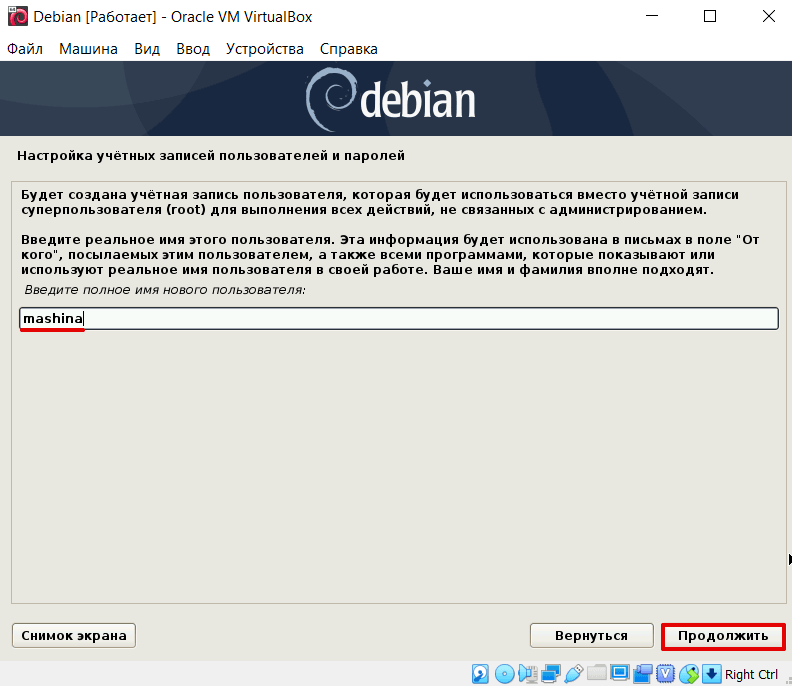 Debian [Работает] - Oracle VM VirtualBox
Файл Машина Вид Ввод Устройства Справка
debian
Настройка учётных записей пользователей и паролей
Будет создана учётная запись пользователя, которая будет использоваться вместо учётной записи
суперпользователя (root) для выполнения всех действий, не связанных с администрированием.
Введите реальное имя этого пользователя. Эта информация будет использована в письмах в поле "От
кого", посылаемых этим пользователем, а также всеми программами, которые показывают или
используют реальное имя пользователя в своей работе. Ваше имя и фамилия вполне подходят.
Введите полное имя нового пользователя:
mashina
Снимок экрана Вернуться Продолжить
Right Ctrl